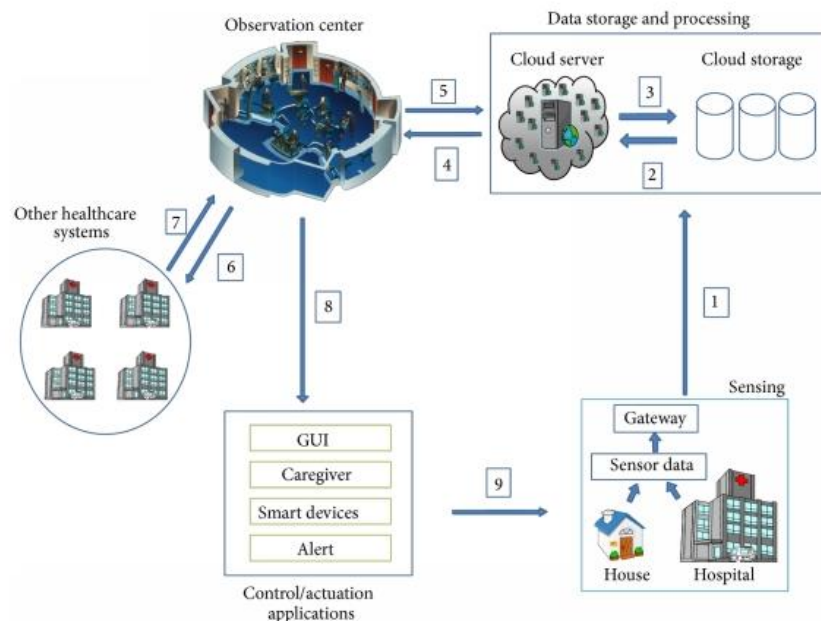 Observation center
Data storage and processing
Cloud server
Cloud storage
5
3
4
2
Other healthcare
systems
7
6
8
1
Sensing
Gateway
Sensor data
House
Hospital
GUI
Caregiver
Smart devices
Alert
9
Control/actuation
applications